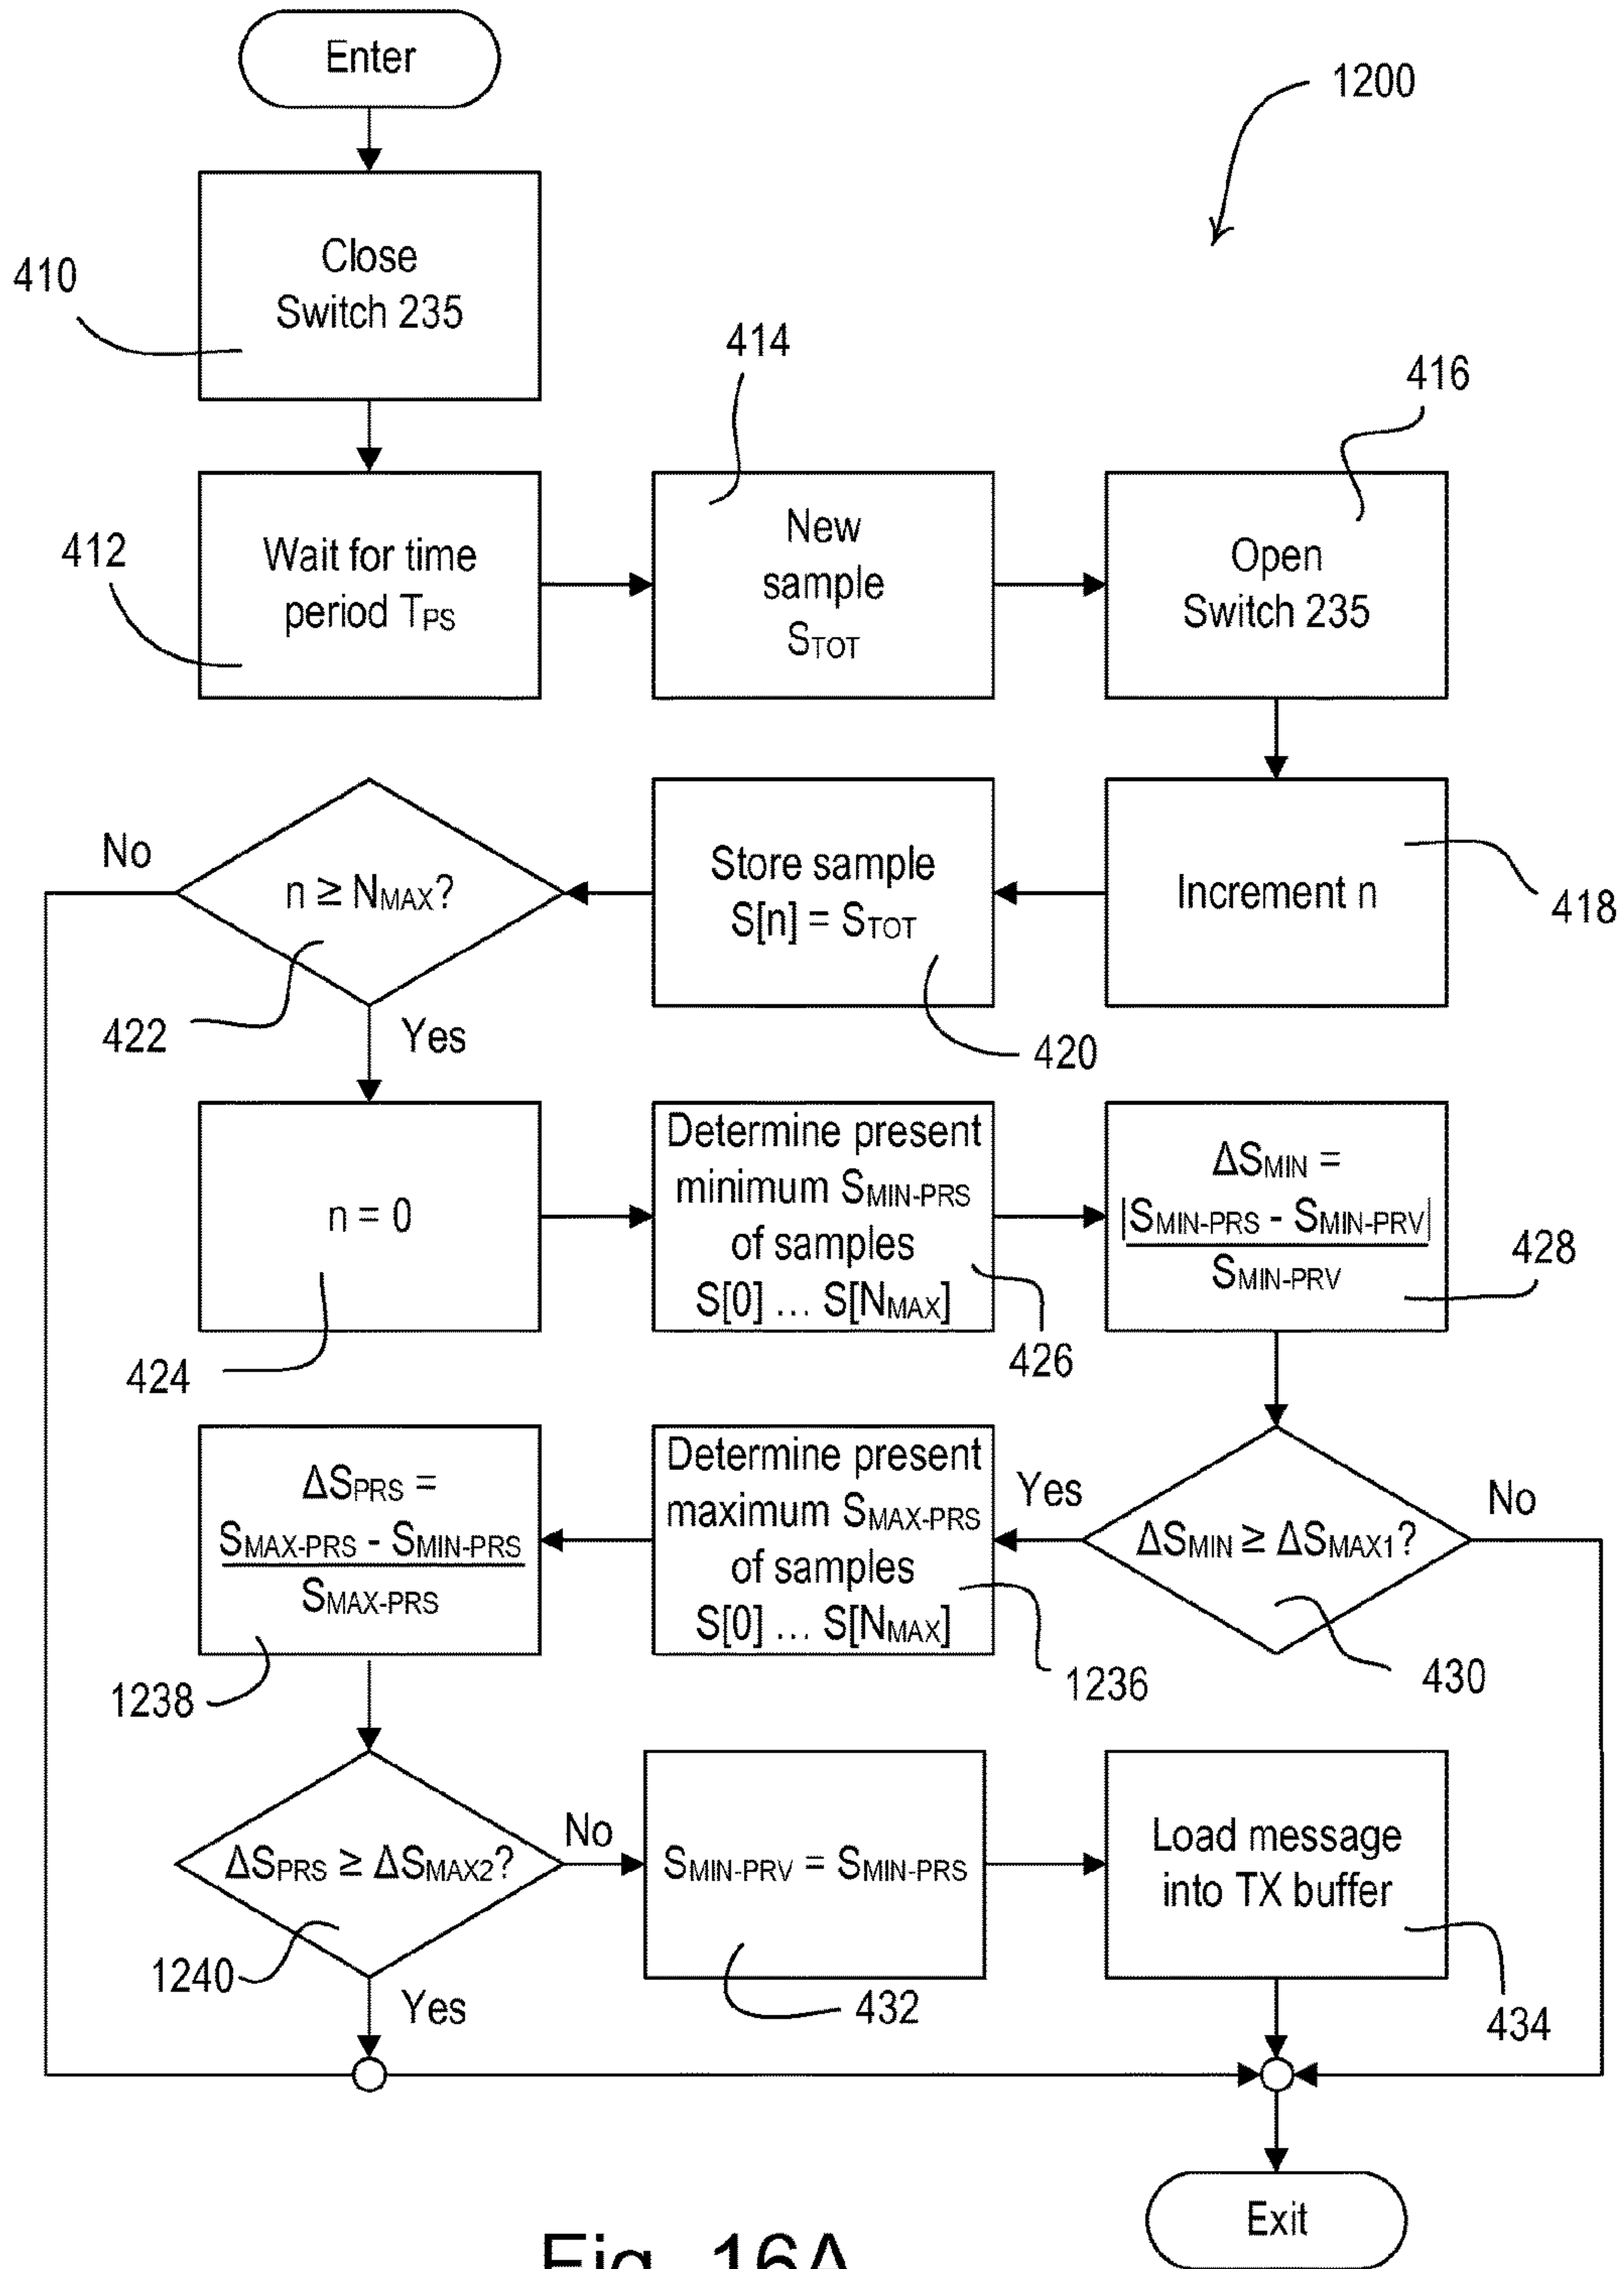 Enter
1200
Close
Switch 235
410
414
416
Wait for time
period TPS
412
New
sample
STOT
Open
Switch 235
No
n ≥ NMAX?
422
Yes
Store sample
S[n] = STOT
420
Increment n
418
n = 0
424
Determine present
minimum SMIN-PRS
of samples
S[0] ... S[NMAX]
426
ΔSMIN =
|SMIN-PRS - SMIN-PRV|
SMIN-PRV
428
ΔSPRS =
SMAX-PRS - SMIN-PRS
SMAX-PRS
1238
Determine present
maximum SMAX-PRS
of samples
S[0] ... S[NMAX]
1236
Yes
ΔSMIN ≥ ΔSMAX1?
No
430
ΔSPRS ≥ ΔSMAX2?
1240
No
Yes
SMIN-PRV = SMIN-PRS
432
Load message
into TX buffer
434
Exit
Fig. 16A